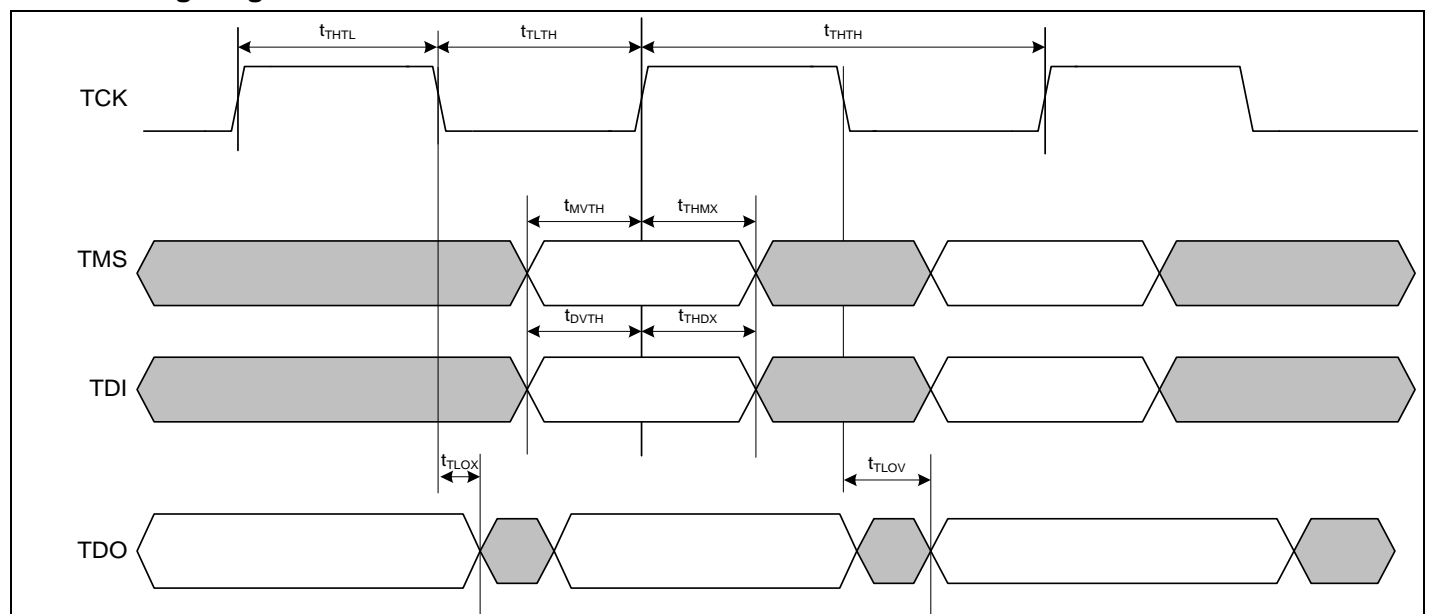 tTHTL tTLTH tTHTH
TCK
tMVTH tTHMX
TMS
tDVTH tTHDX
TDI
tTLOX tTLOV
TDO